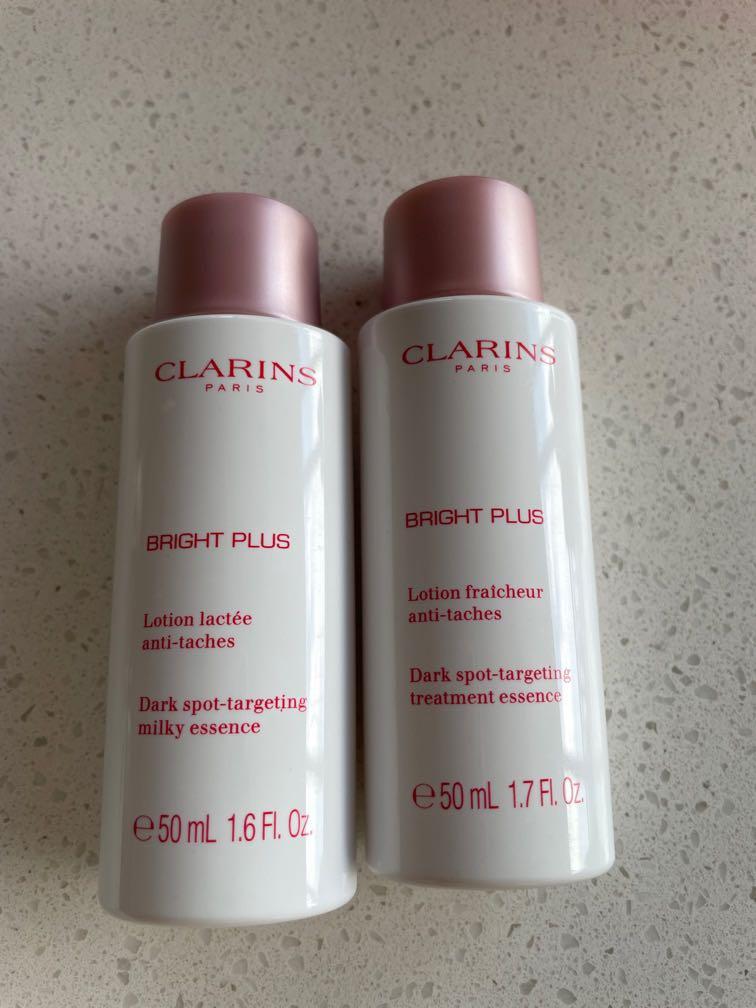 CLARINS
PARIS
BRIGHT PLUS
Lotion lactée
anti-taches
Dark spot-targeting
milky essence
℮50 mL 1.6 Fl. Oz.
CLARINS
PARIS
BRIGHT PLUS
Lotion fraîcheur
anti-taches
Dark spot-targeting
treatment essence
℮50 mL 1.7 Fl. Oz.